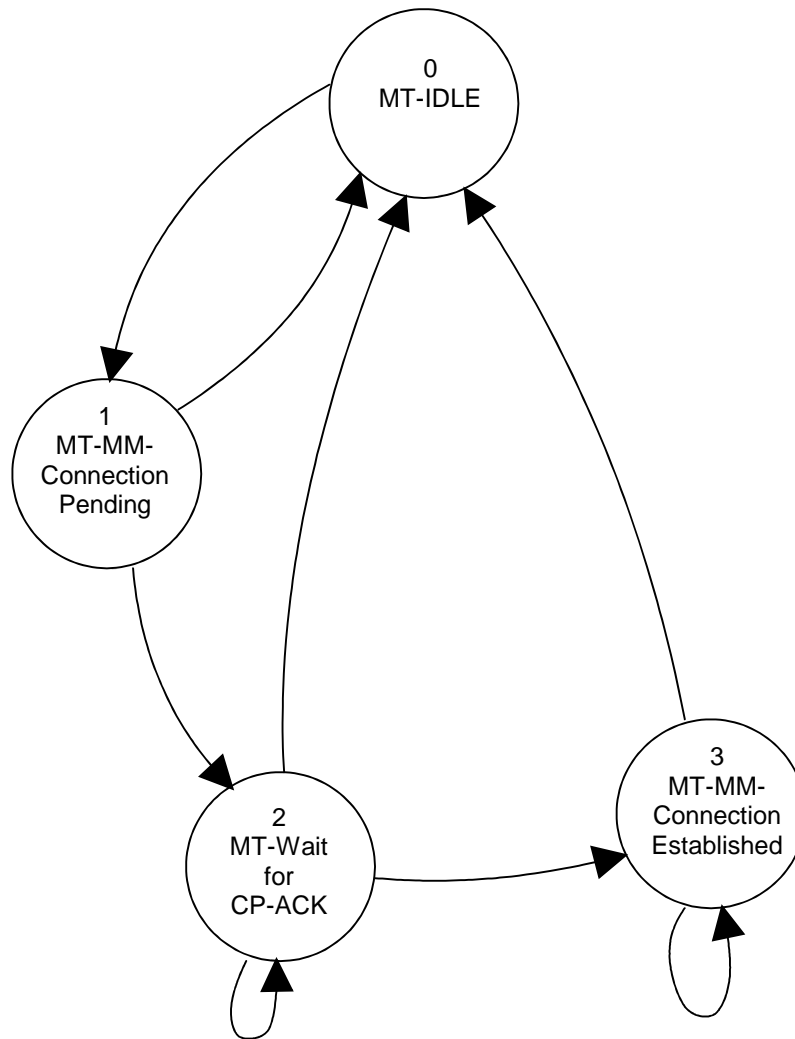 0
MT-IDLE
1
MT-MM-
Connection
Pending
2
MT-Wait
for
CP-ACK
3
MT-MM-
Connection
Established